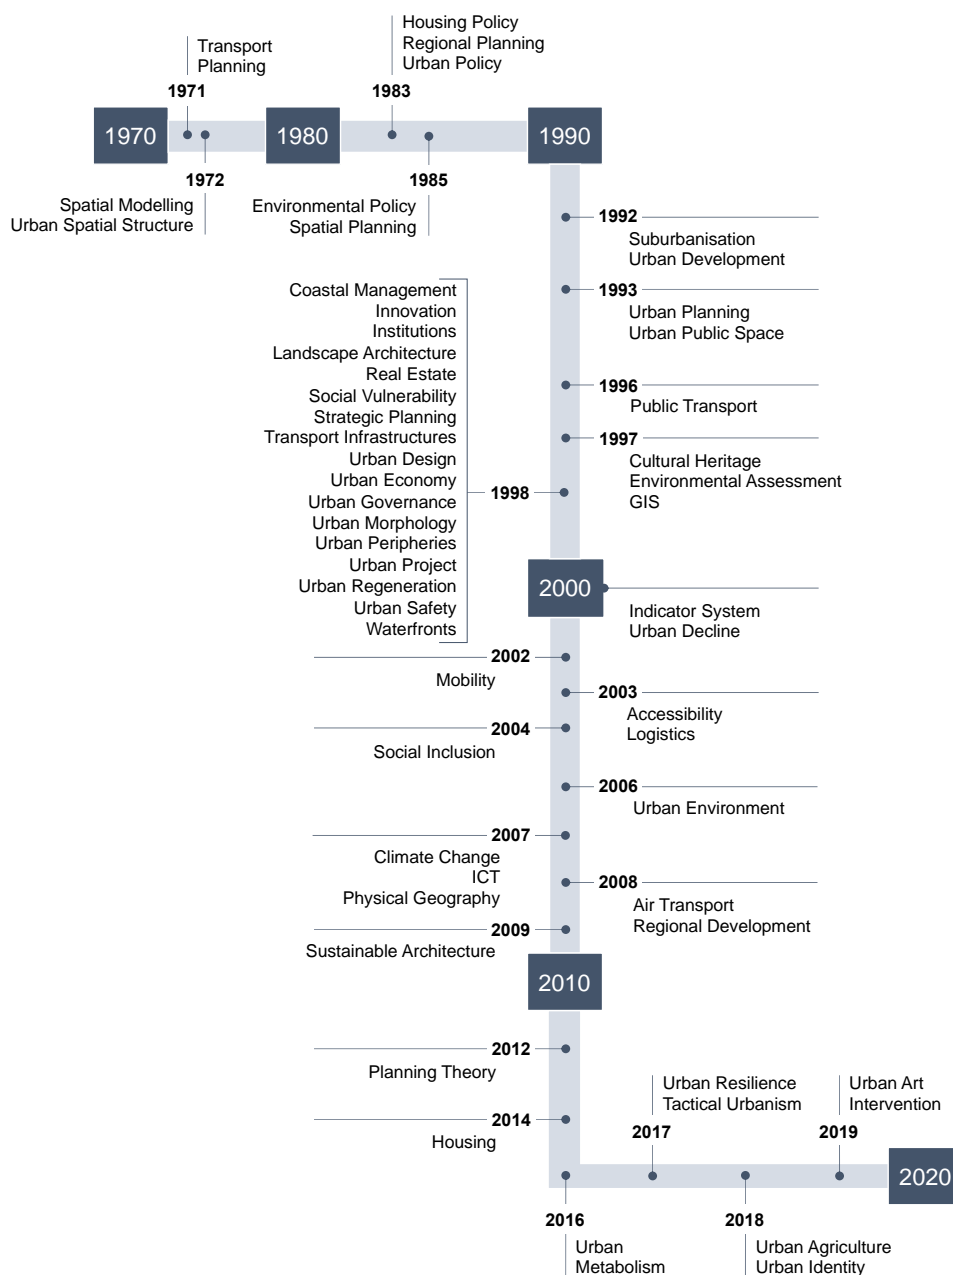 Transport
Planning
1971
Housing Policy
Regional Planning
Urban Policy
1983
1970
1980
1990
1972
Spatial Modelling
Urban Spatial Structure
1985
Environmental Policy
Spatial Planning
1992
Suburbanisation
Urban Development
1993
Urban Planning
Urban Public Space
1996
Public Transport
1997
Cultural Heritage
Environmental Assessment
GIS
Coastal Management
Innovation
Institutions
Landscape Architecture
Real Estate
Social Vulnerability
Strategic Planning
Transport Infrastructures
Urban Design
Urban Economy
Urban Governance
Urban Morphology
Urban Peripheries
Urban Project
Urban Regeneration
Urban Safety
Waterfronts
1998
2000
Indicator System
Urban Decline
2002
Mobility
2003
Accessibility
Logistics
2004
Social Inclusion
2006
Urban Environment
2007
Climate Change
ICT
Physical Geography
2008
Air Transport
Regional Development
2009
Sustainable Architecture
2010
2012
Planning Theory
2014
Housing
2016
Urban
Metabolism
Urban Resilience
Tactical Urbanism
2017
2018
Urban Agriculture
Urban Identity
Urban Art
Intervention
2019
2020